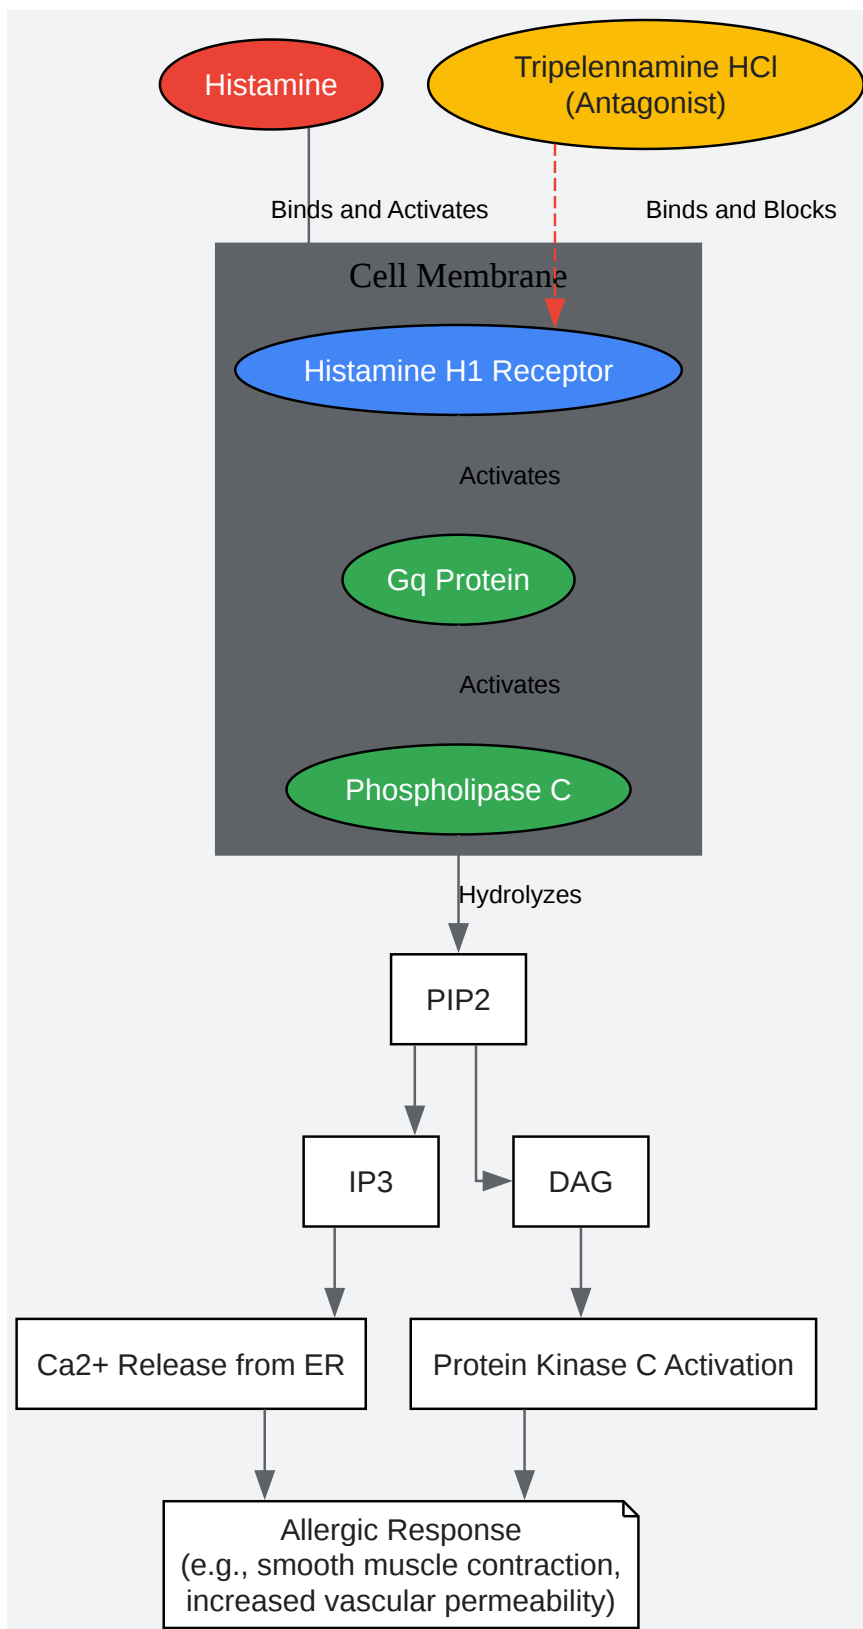 Histamine
Tripelennamine HCl
(Antagonist)
Binds and Activates
Binds and Blocks
Cell Membrane
Histamine H1 Receptor
Activates
Gq Protein
Activates
Phospholipase C
Hydrolyzes
PIP2
IP3
DAG
Ca2+ Release from ER
Protein Kinase C Activation
Allergic Response
(e.g., smooth muscle contraction,
increased vascular permeability)